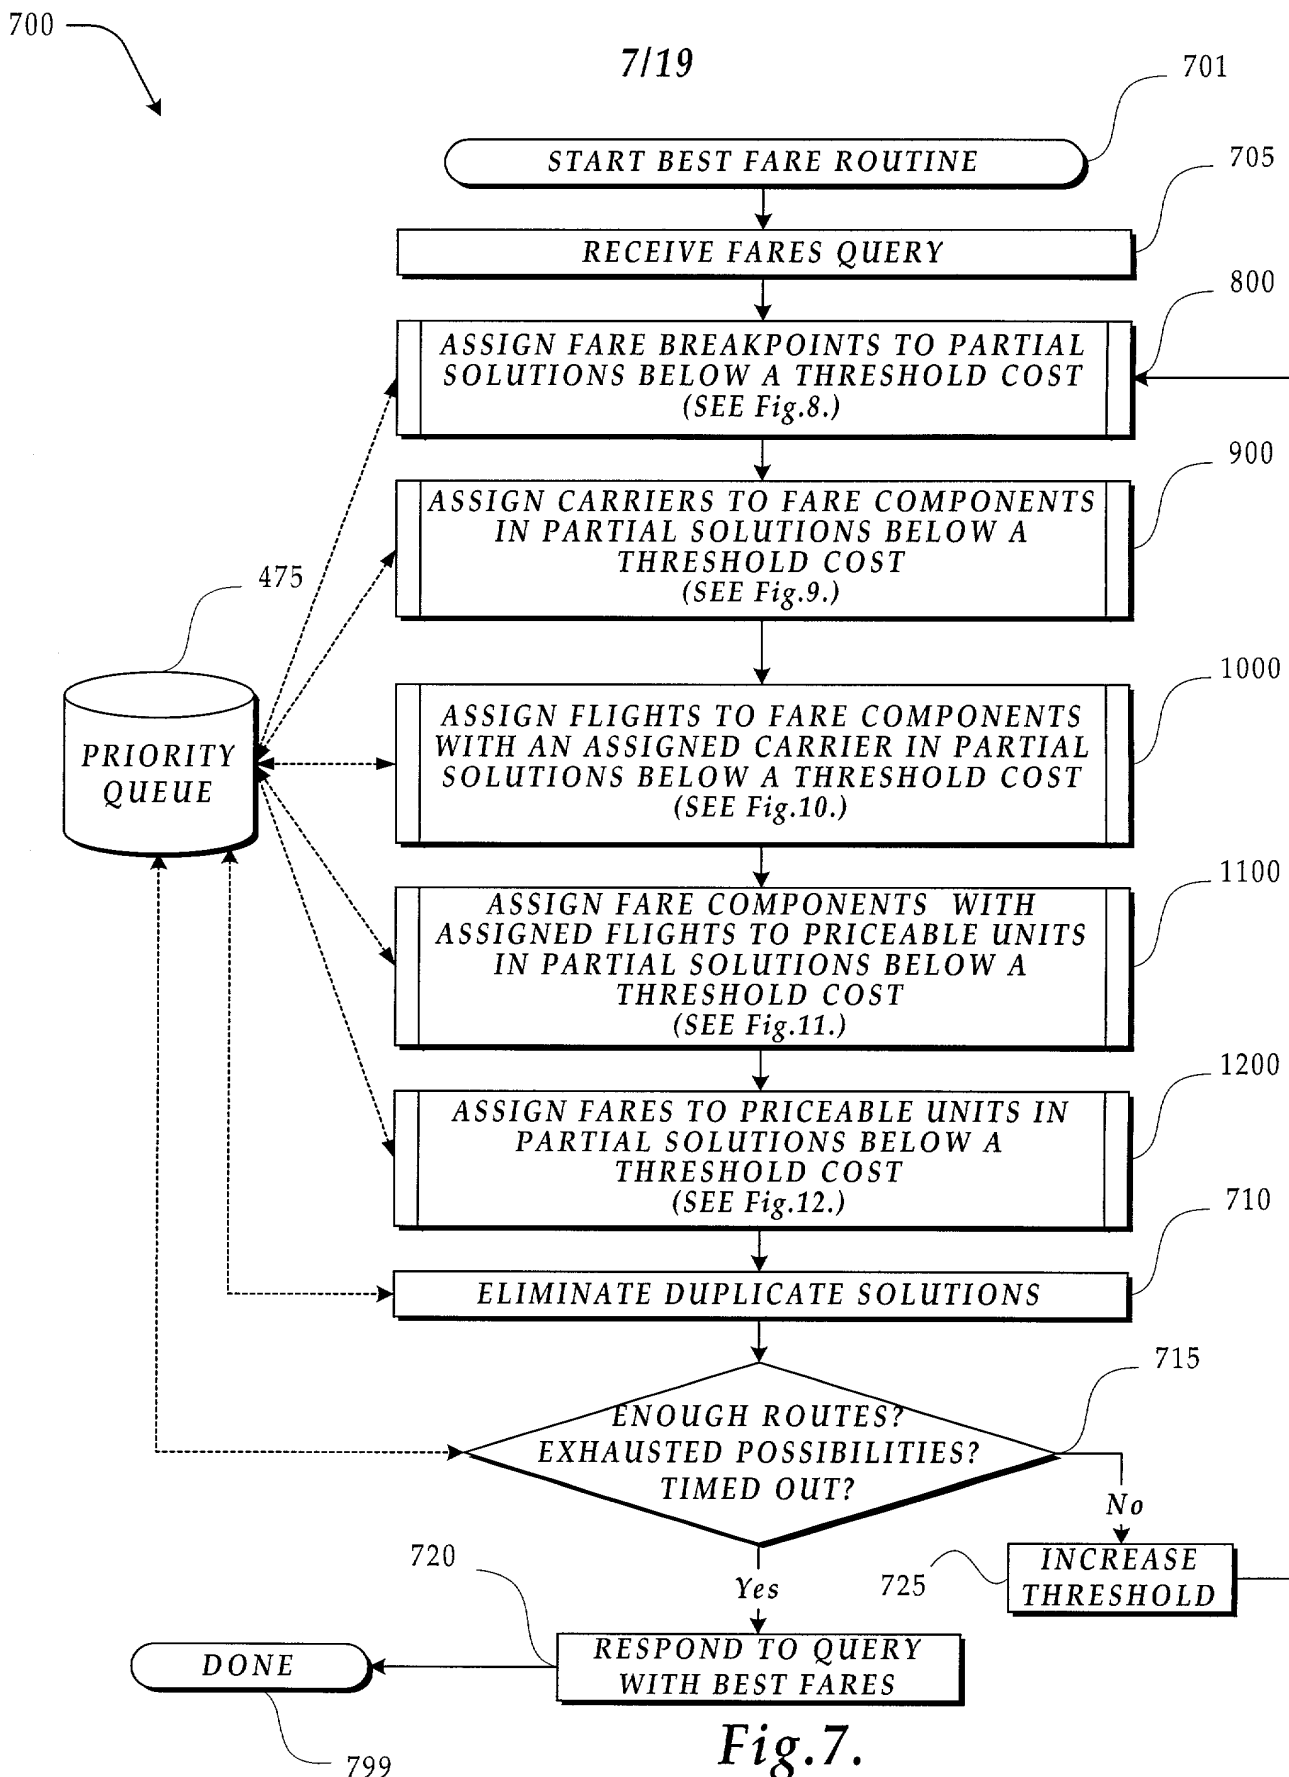 700
7/19
701
START BEST FARE ROUTINE
705
RECEIVE FARES QUERY
800
ASSIGN FARE BREAKPOINTS TO PARTIAL
SOLUTIONS BELOW A THRESHOLD COST
(SEE Fig.8.)
900
ASSIGN CARRIERS TO FARE COMPONENTS
IN PARTIAL SOLUTIONS BELOW A
THRESHOLD COST
(SEE Fig.9.)
475
PRIORITY
QUEUE
1000
ASSIGN FLIGHTS TO FARE COMPONENTS
WITH AN ASSIGNED CARRIER IN PARTIAL
SOLUTIONS BELOW A THRESHOLD COST
(SEE Fig.10.)
1100
ASSIGN FARE COMPONENTS WITH
ASSIGNED FLIGHTS TO PRICEABLE UNITS
IN PARTIAL SOLUTIONS BELOW A
THRESHOLD COST
(SEE Fig.11.)
1200
ASSIGN FARES TO PRICEABLE UNITS IN
PARTIAL SOLUTIONS BELOW A
THRESHOLD COST
(SEE Fig.12.)
710
ELIMINATE DUPLICATE SOLUTIONS
715
ENOUGH ROUTES?
EXHAUSTED POSSIBILITIES?
TIMED OUT?
No
Yes
725
INCREASE
THRESHOLD
720
RESPOND TO QUERY
WITH BEST FARES
DONE
799
Fig.7.